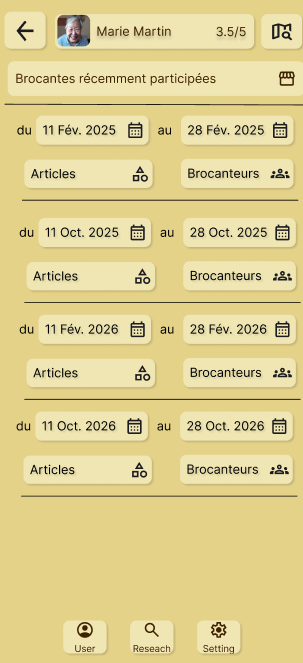 Marie Martin 3.5/5
Brocantes récemment participées
du 11 Fév. 2025 au 28 Fév. 2025
Articles Brocanteurs
du 11 Oct. 2025 au 28 Oct. 2025
Articles Brocanteurs
du 11 Fév. 2026 au 28 Fév. 2026
Articles Brocanteurs
du 11 Oct. 2026 au 28 Oct. 2026
Articles Brocanteurs
User Reseach Setting